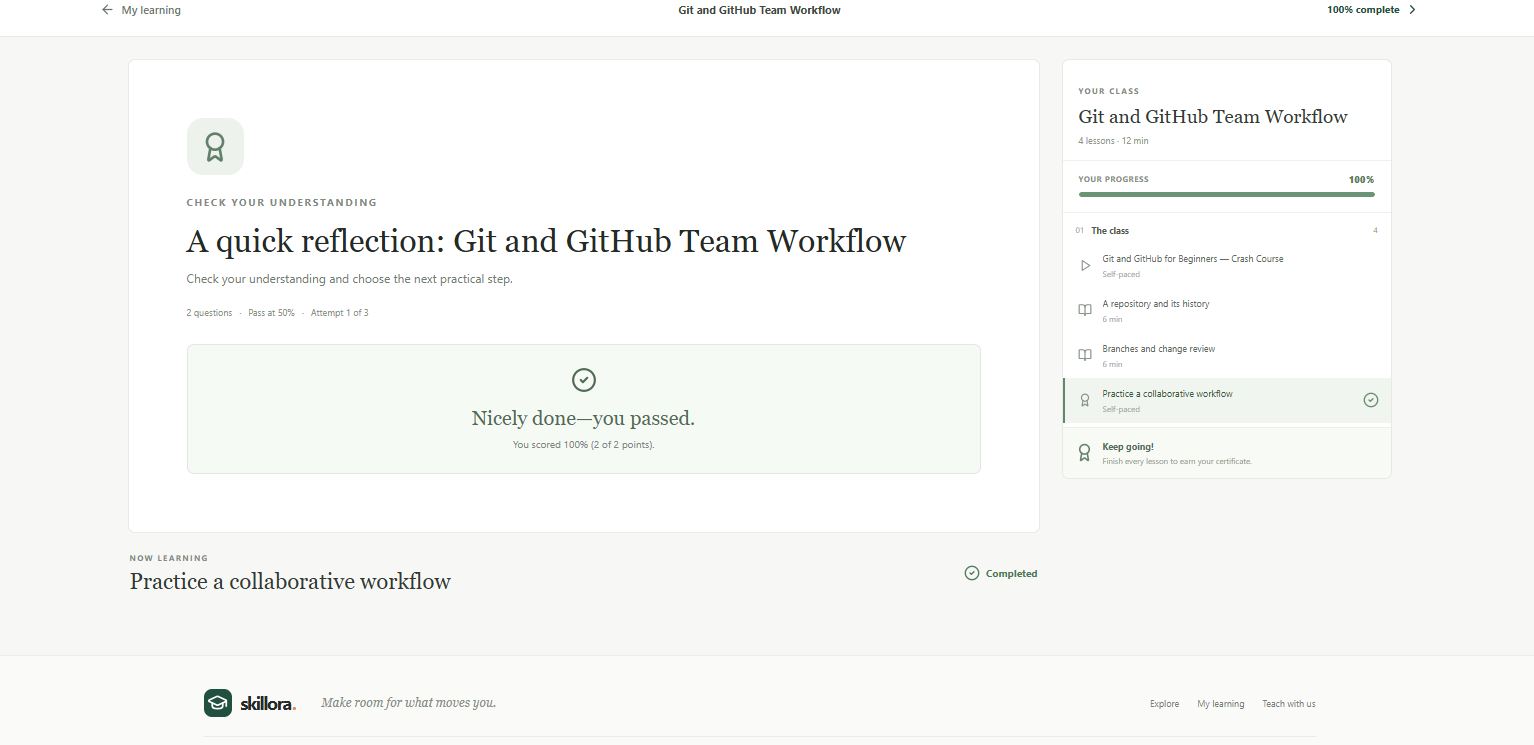 My learning
Git and GitHub Team Workflow
100% complete
CHECK YOUR UNDERSTANDING
A quick reflection: Git and GitHub Team Workflow
Check your understanding and choose the next practical step.
2 questions · Pass at 50% · Attempt 1 of 3
Nicely done—you passed.
You scored 100% (2 of 2 points).
NOW LEARNING
Practice a collaborative workflow
Completed
YOUR CLASS
Git and GitHub Team Workflow
4 lessons · 12 min
YOUR PROGRESS
100%
01 The class 4
Git and GitHub for Beginners — Crash Course
Self-paced
A repository and its history
6 min
Branches and change review
6 min
Practice a collaborative workflow
Self-paced
Keep going!
Finish every lesson to earn your certificate.
skillora.
Make room for what moves you.
Explore
My learning
Teach with us